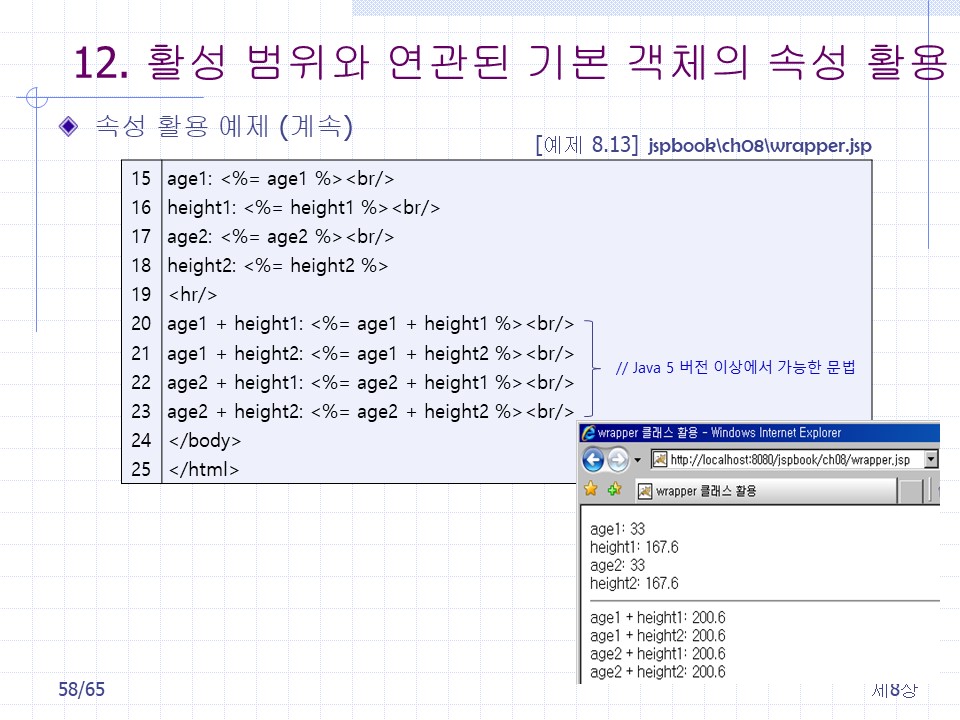 12. 활성 범위와 연관된 기본 객체의 속성 활용
속성 활용 예제 (계속)
[예제 8.13] jspbook\ch08\wrapper.jsp
15 age1: <%= age1 %><br/>
16 height1: <%= height1 %><br/>
17 age2: <%= age2 %><br/>
18 height2: <%= height2 %>
19 <hr/>
20 age1 + height1: <%= age1 + height1 %><br/>
21 age1 + height2: <%= age1 + height2 %><br/>
22 age2 + height1: <%= age2 + height1 %><br/>
23 age2 + height2: <%= age2 + height2 %><br/>
24 </body>
25 </html>
// Java 5 버전 이상에서 가능한 문법
wrapper 클래스 활용 - Windows Internet Explorer
http://localhost:8080/jspbook/ch08/wrapper.jsp
wrapper 클래스 활용
age1: 33
height1: 167.6
age2: 33
height2: 167.6
age1 + height1: 200.6
age1 + height2: 200.6
age2 + height1: 200.6
age2 + height2: 200.6
58/65
제8장